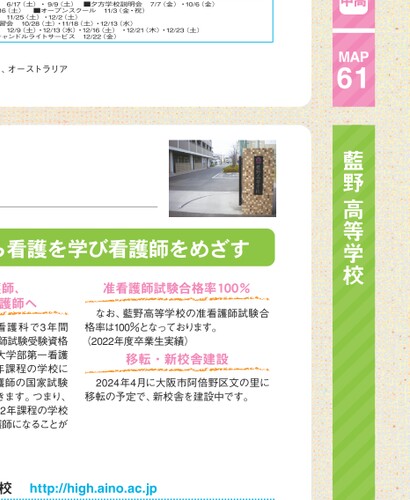 6/17（土）・9/9（土） ■夕方学校説明会 7/7（金）・10/6（金）
（土） ■オープンスクール 11/3（金・祝）
11/25（土）・12/2（土）
習会 10/28（土）・11/18（土）・12/13（水）
12/9（土）・12/13（水）・12/16（土） ・12/21（木）・12/23（土）
ャンドルライトサービス 12/22（金）
、オーストラリア
中高
MAP
61
藍野高等学校
ら看護を学び看護師をめざす
師、
護師へ
看護科で3年間
師試験受験資格
大学部第一看護
年課程の学校に
護師の国家試験
きます。つまり、
2年課程の学校
護師になることが
准看護師試験合格率100％
なお、藍野高等学校の准看護師試験合
格率は100％となっております。
（2022年度卒業生実績）
移転・新校舎建設
2024年4月に大阪市阿倍野区文の里に
移転の予定で、新校舎を建設中です。
校 http://high.aino.ac.jp